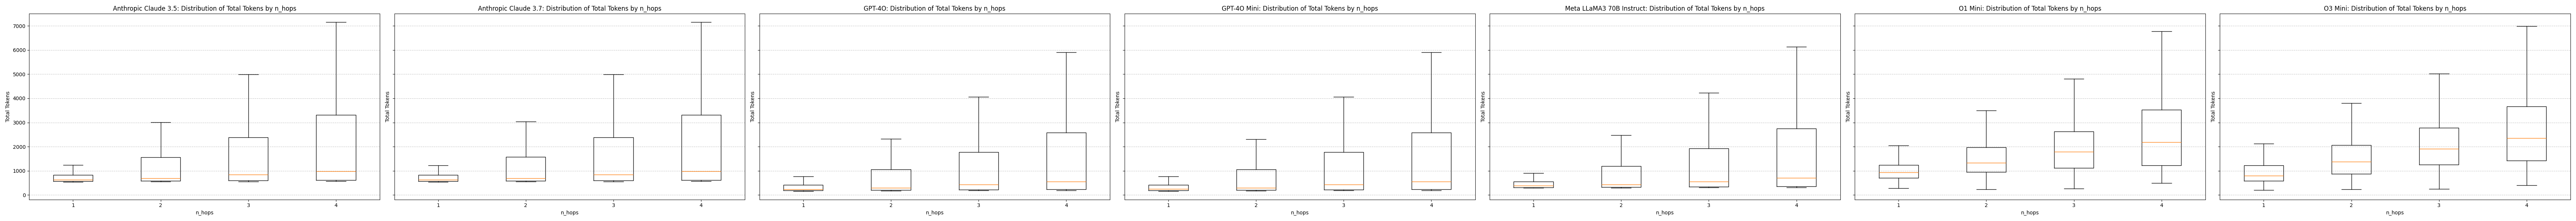 Anthropic Claude 3.5: Distribution of Total Tokens by n_hops
Total Tokens
7000
6000
5000
4000
3000
2000
1000
0
1 2 3 4
n_hops
Anthropic Claude 3.7: Distribution of Total Tokens by n_hops
Total Tokens
1 2 3 4
n_hops
GPT-4O: Distribution of Total Tokens by n_hops
Total Tokens
1 2 3 4
n_hops
GPT-4O Mini: Distribution of Total Tokens by n_hops
Total Tokens
1 2 3 4
n_hops
Meta LLaMA3 70B Instruct: Distribution of Total Tokens by n_hops
Total Tokens
1 2 3 4
n_hops
O1 Mini: Distribution of Total Tokens by n_hops
Total Tokens
1 2 3 4
n_hops
O3 Mini: Distribution of Total Tokens by n_hops
Total Tokens
1 2 3 4
n_hops